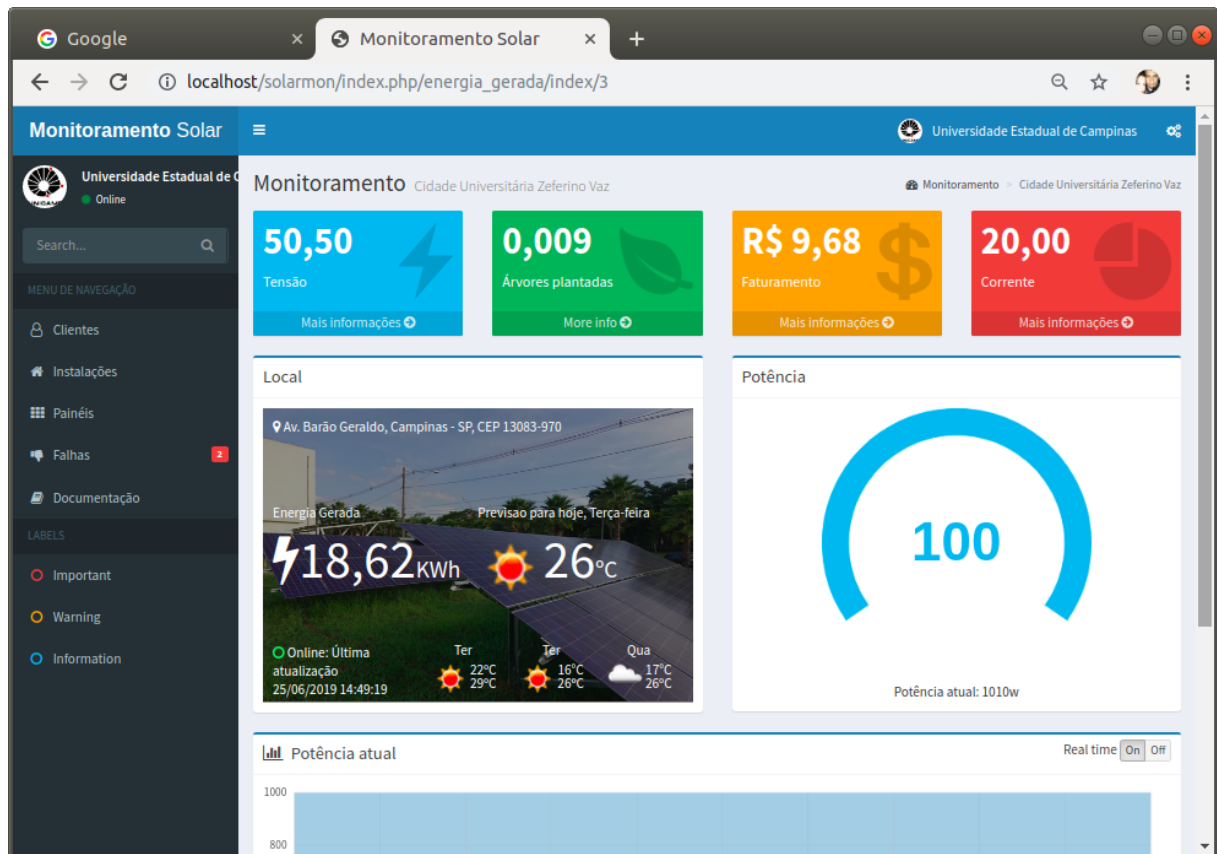 Google
Monitoramento Solar
localhost/solarmon/index.php/energia_gerada/index/3
Monitoramento Solar
Universidade Estadual de Campinas
Universidade Estadual de C
Online
Search...
MENU DE NAVEGAÇÃO
Clientes
Instalações
Painéis
Falhas 2
Documentação
LABELS
Important
Warning
Information
Monitoramento Cidade Universitária Zeferino Vaz
Monitoramento > Cidade Universitária Zeferino Vaz
50,50
Tensão
Mais informações
0,009
Árvores plantadas
More info
R$ 9,68
Faturamento
Mais informações
20,00
Corrente
Mais informações
Local
Av. Barão Geraldo, Campinas - SP, CEP 13083-970
Energia Gerada
18,62KWh
Previsao para hoje, Terça-feira
26°C
Online: Última
atualização
25/06/2019 14:49:19
Ter
22ºC
29ºC
Ter
16°C
26°C
Qua
17°C
26°C
Potência
100
Potência atual: 1010w
Potência atual
Real time On Off
1000
800